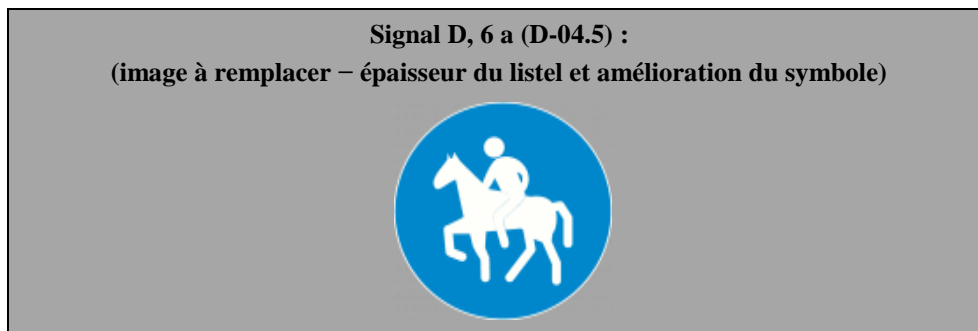 Signal D, 6 a (D-04.5) :
(image à remplacer − épaisseur du listel et amélioration du symbole)